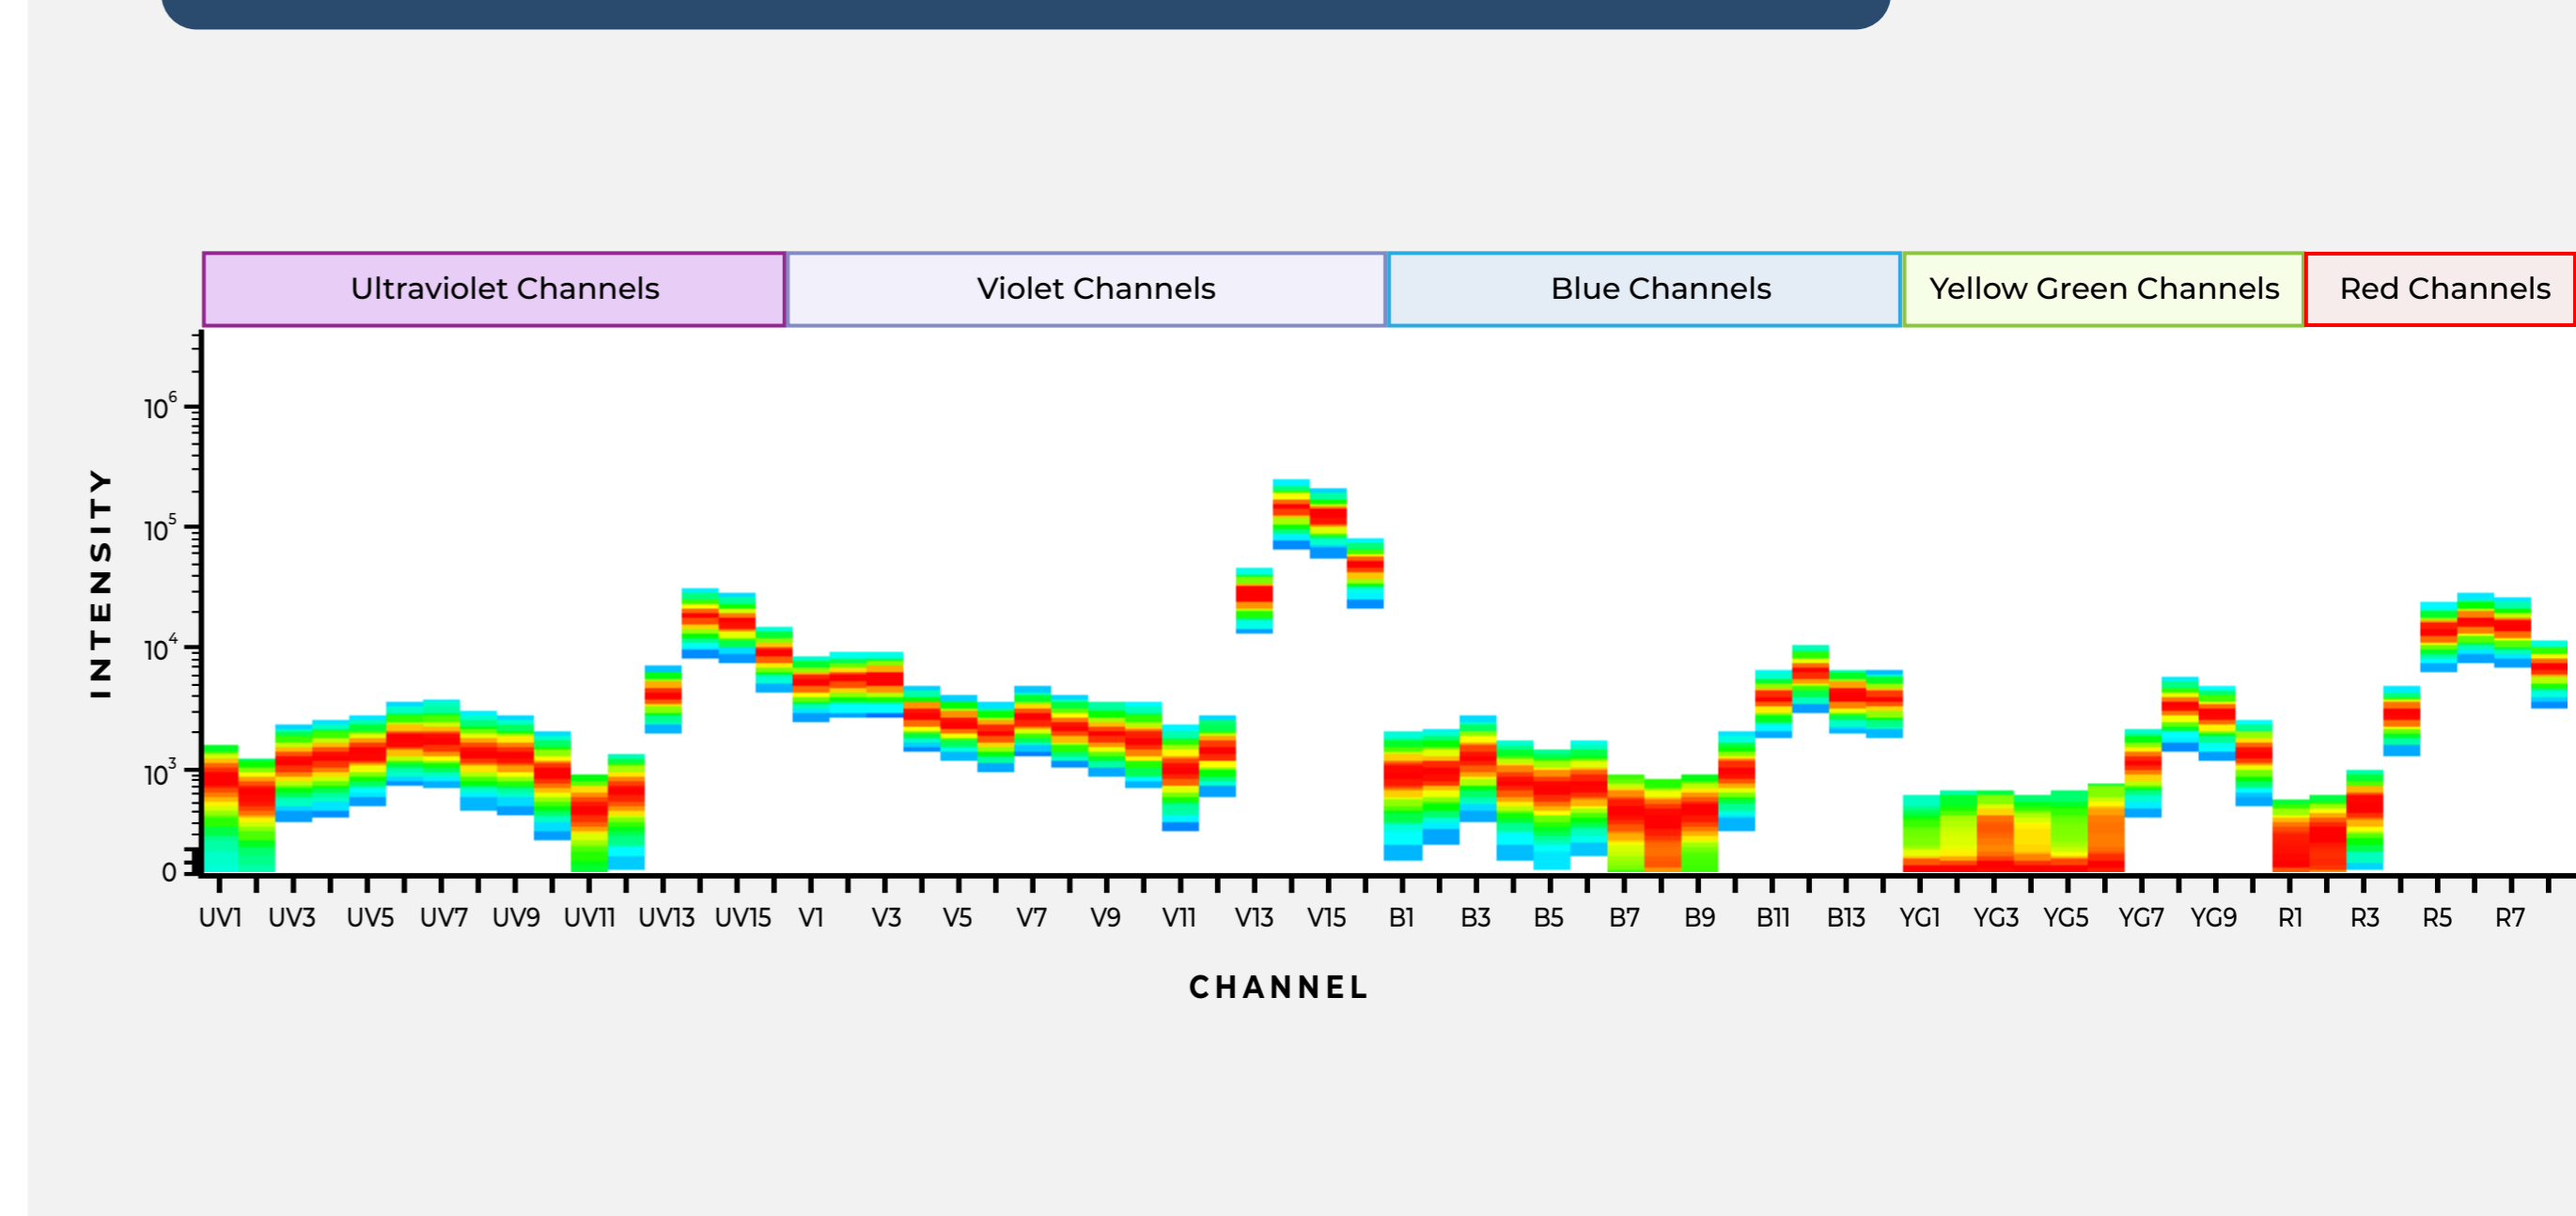 Ultraviolet Channels Violet Channels Blue Channels Yellow Green Channels Red Channels
INTENSITY
10⁶
10⁵
10⁴
10³
0
UV1 UV3 UV5 UV7 UV9 UV11 UV13 UV15 V1 V3 V5 V7 V9 V11 V13 V15 B1 B3 B5 B7 B9 B11 B13 YG1 YG3 YG5 YG7 YG9 R1 R3 R5 R7
CHANNEL